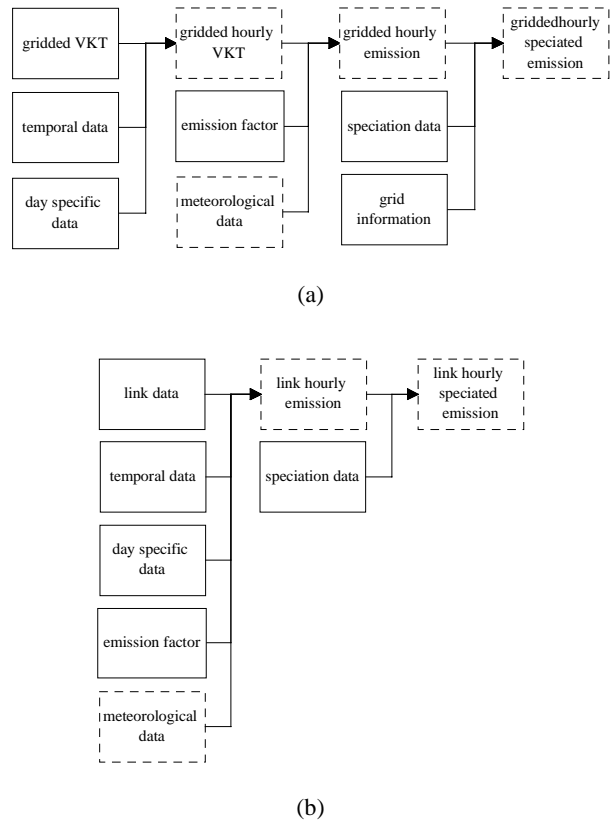 gridded VKT
gridded hourly
VKT
gridded hourly
emission
griddedhourly
speciated
emission
temporal data
emission factor
speciation data
day specific
data
meteorological
data
grid
information
(a)
link data
link hourly
emission
link hourly
speciated
emission
temporal data
speciation data
day specific
data
emission factor
meteorological
data
(b)